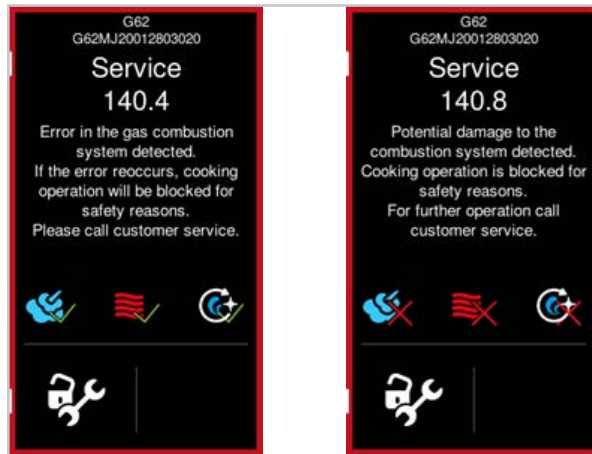 G62
G62MJ20012803020
Service
140.4
Error in the gas combustion
system detected.
If the error reoccurs, cooking
operation will be blocked for
safety reasons.
Please call customer service.
G62
G62MJ20012803020
Service
140.8
Potential damage to the
combustion system detected.
Cooking operation is blocked for
safety reasons.
For further operation call
customer service.